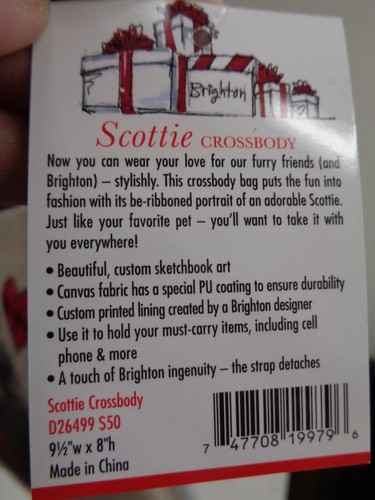 Brighton
Scottie CROSSBODY
Now you can wear your love for our furry friends (and
Brighton) – stylishly. This crossbody bag puts the fun into
fashion with its be-ribboned portrait of an adorable Scottie.
Just like your favorite pet – you'll want to take it with
you everywhere!
• Beautiful, custom sketchbook art
• Canvas fabric has a special PU coating to ensure durability
• Custom printed lining created by a Brighton designer
• Use it to hold your must-carry items, including cell
phone & more
• A touch of Brighton ingenuity – the strap detaches
Scottie Crossbody
D26499 $50
9½"w x 8"h
Made in China
7 47708 19979 6